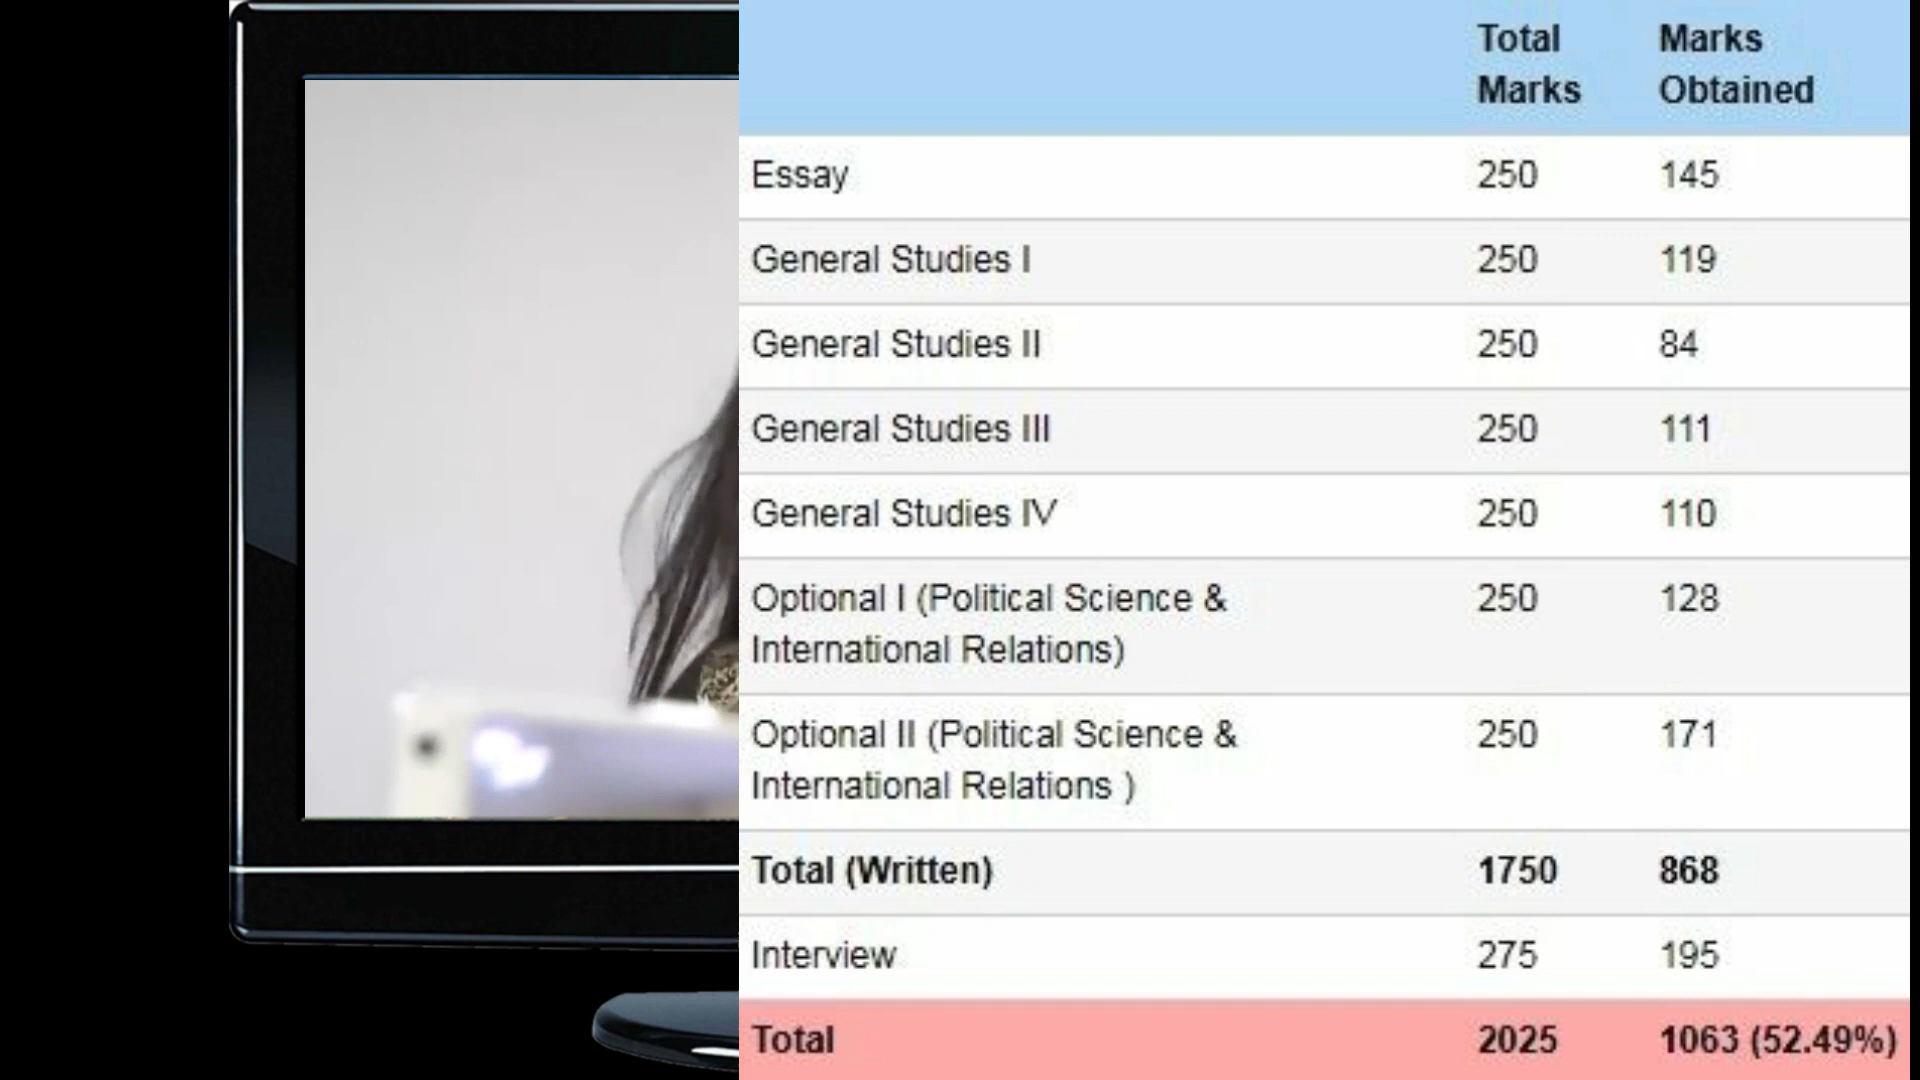 Total Marks Marks Obtained
Essay 250 145
General Studies I 250 119
General Studies II 250 84
General Studies III 250 111
General Studies IV 250 110
Optional I (Political Science & 250 128
International Relations)
Optional II (Political Science & 250 171
International Relations )
Total (Written) 1750 868
Interview 275 195
Total 2025 1063 (52.49%)